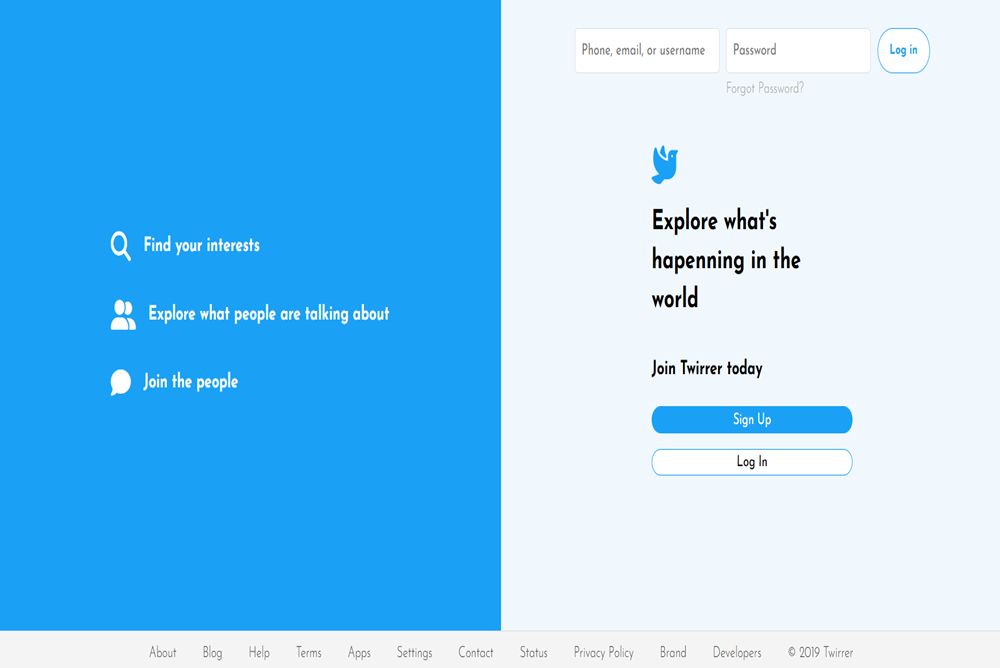 Find your interests
Explore what people are talking about
Join the people
Phone, email, or username
Password
Log in
Forgot Password?
Explore what's
hapenning in the
world
Join Twirrer today
Sign Up
Log In
About Blog Help Terms Apps Settings Contact Status Privacy Policy Brand Developers © 2019 Twirrer